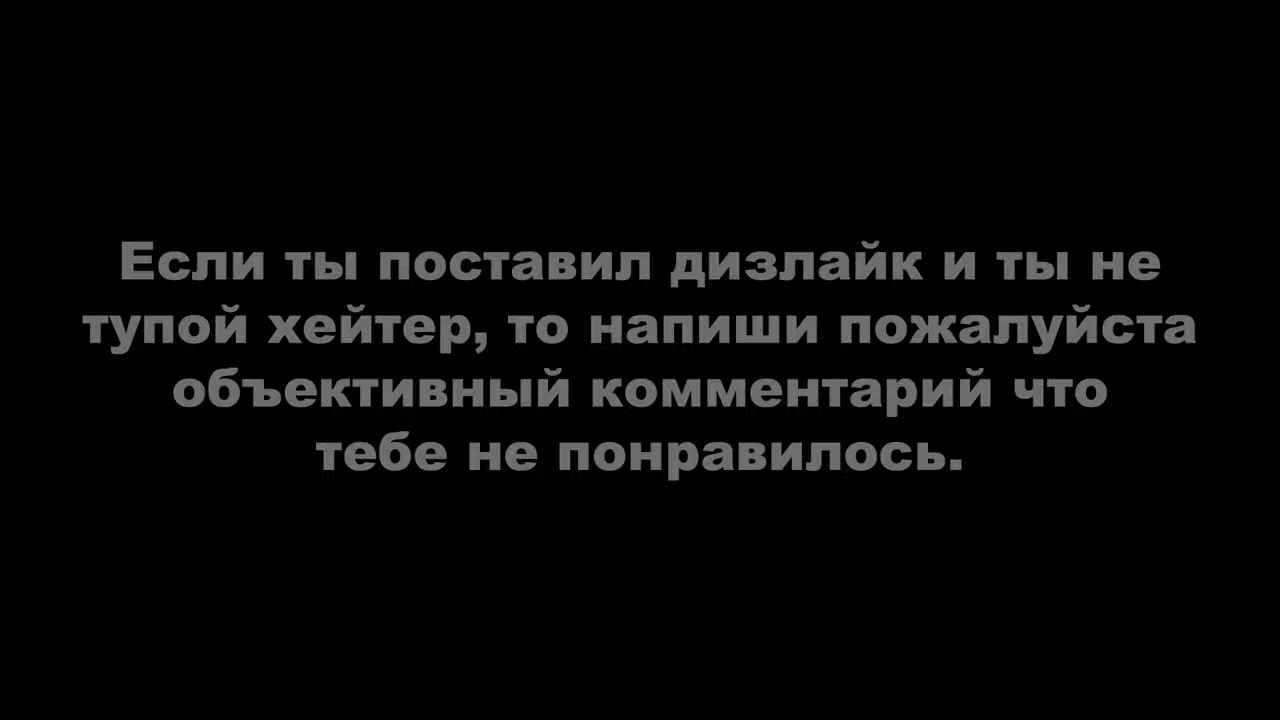 Если ты поставил дизлайк и ты не
тупой хейтер, то напиши пожалуйста
объективный комментарий что
тебе не понравилось.